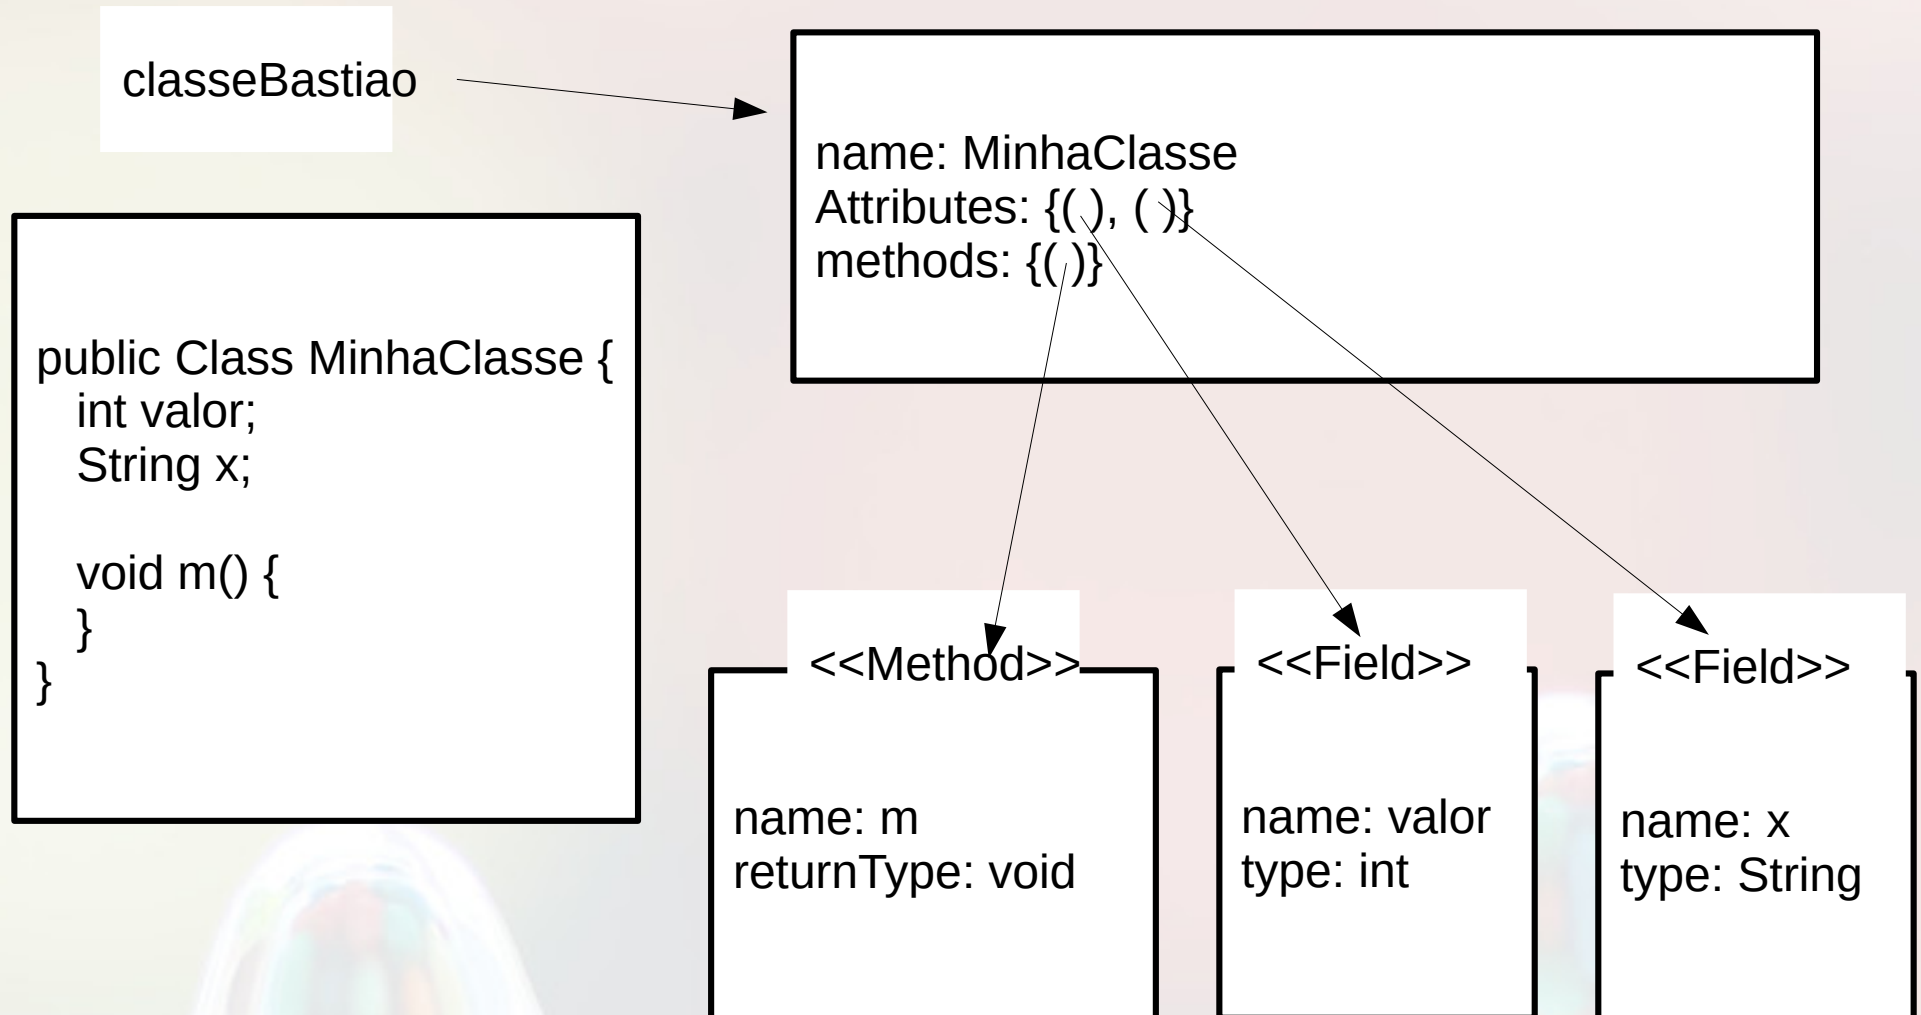 classeBastiao
name: MinhaClasse
Attributes: {( ), ( )}
methods: {( )}
public Class MinhaClasse {
int valor;
String x;
void m() {
}
}
<<Method>>
name: m
returnType: void
<<Field>>
name: valor
type: int
<<Field>>
name: x
type: String